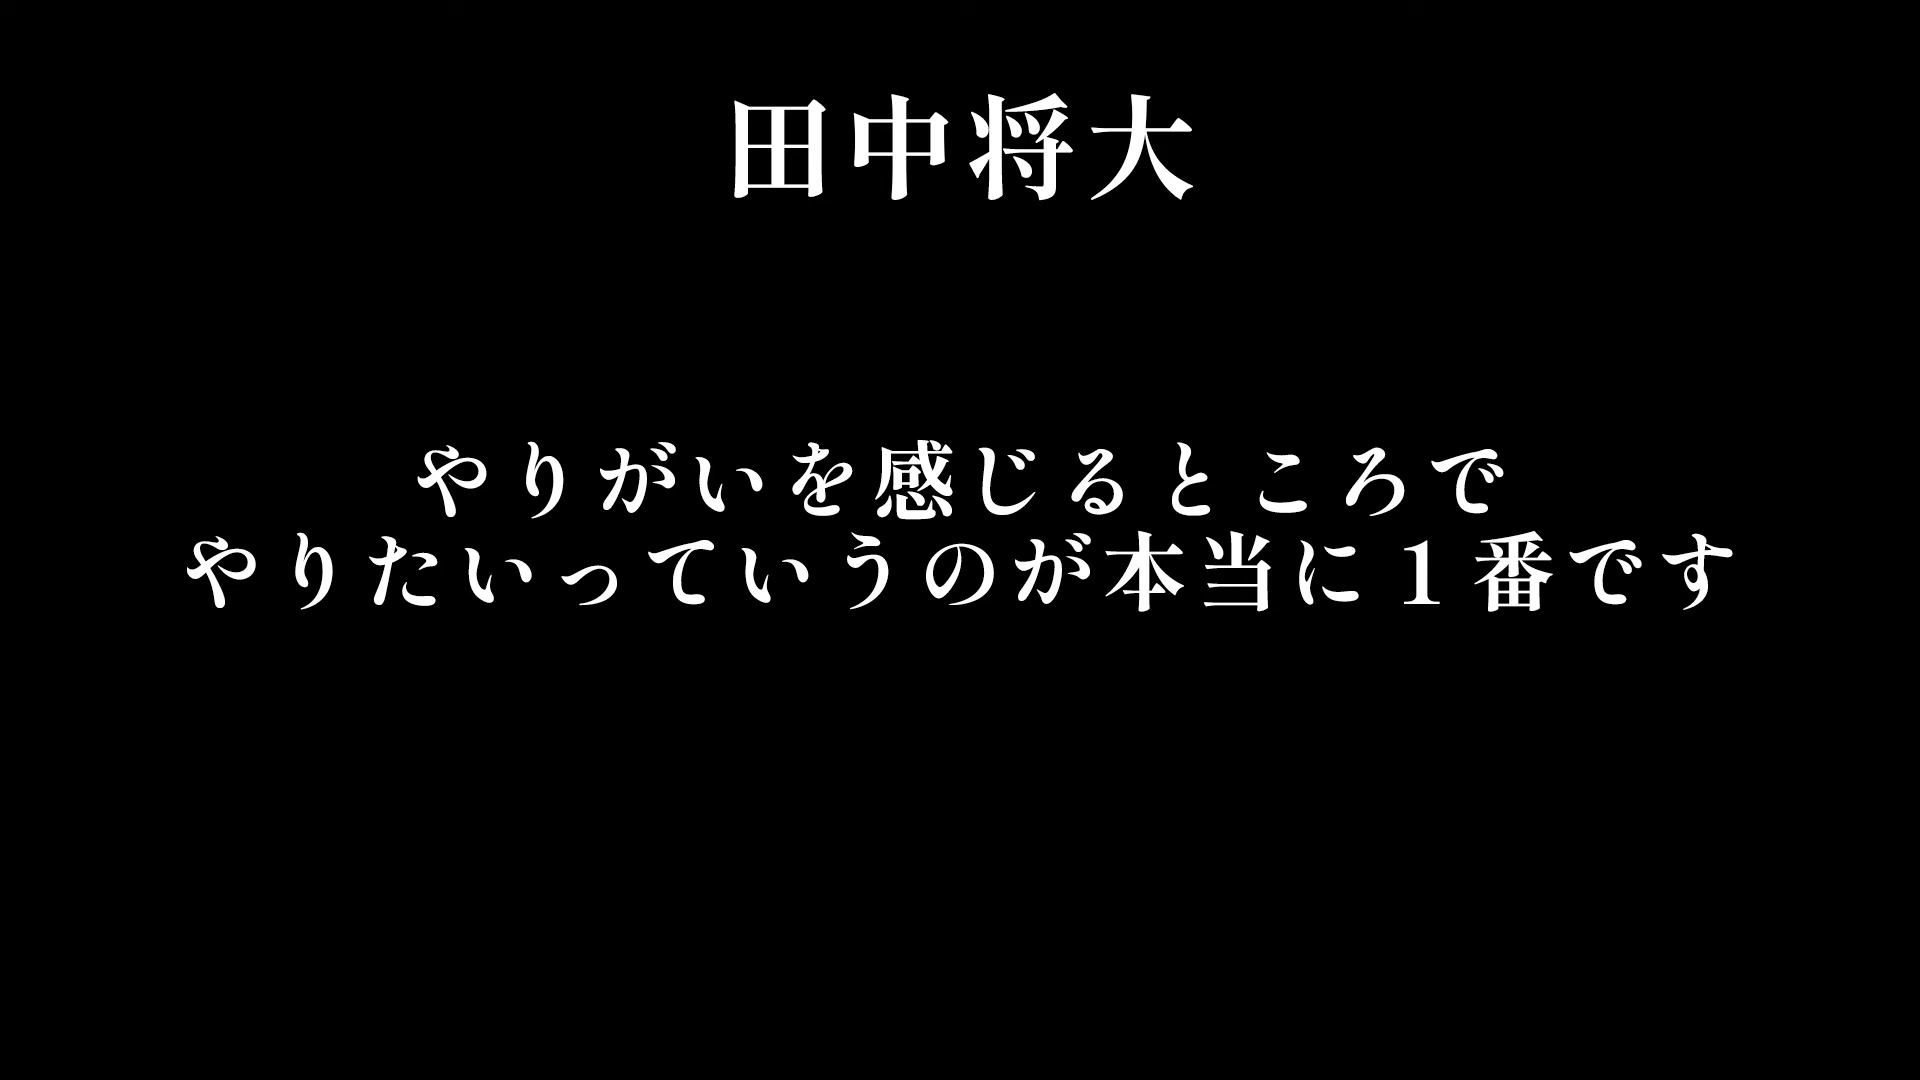 田中将大
やりがいを感じるところで
やりたいっていうのが本当に１番です